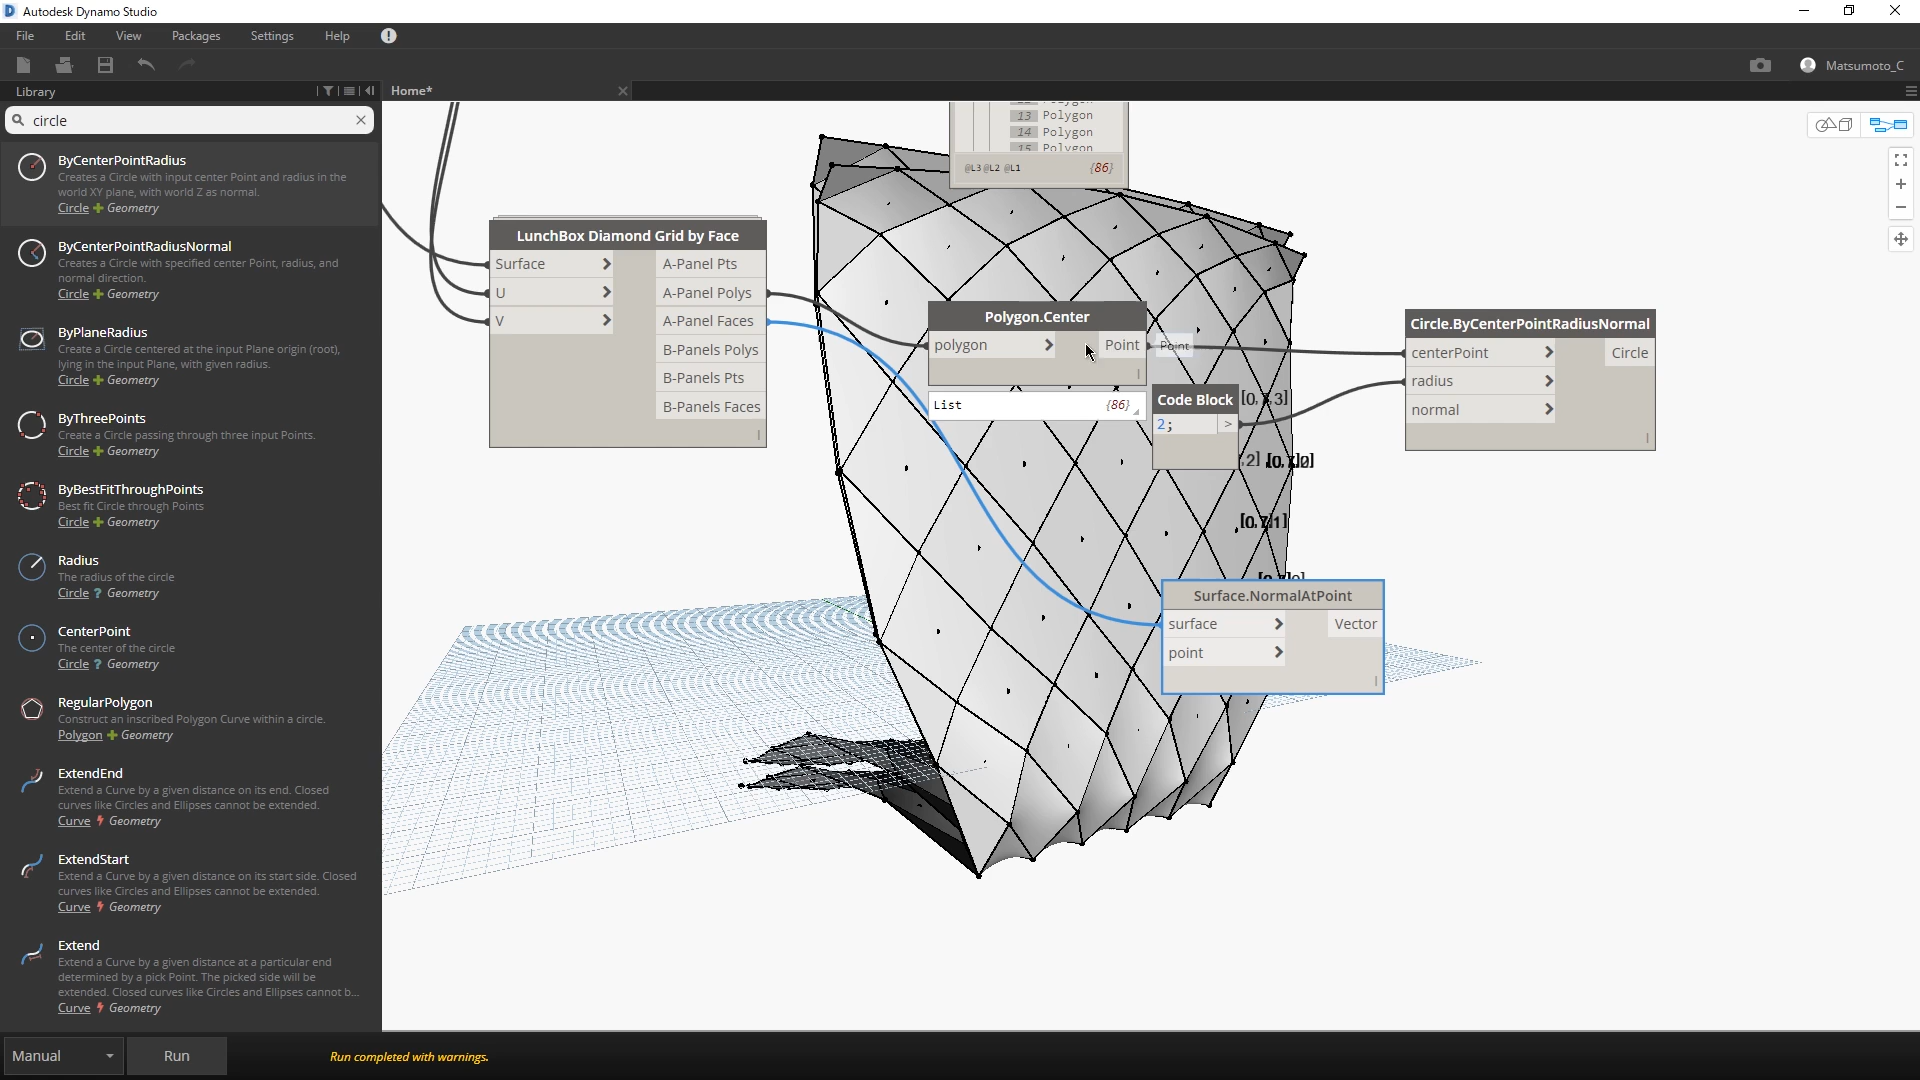 Autodesk Dynamo Studio
File Edit View Packages Settings Help
Matsumoto_C
Library
Home*
circle
ByCenterPointRadius
Creates a Circle with input center Point and radius in the
world XY plane, with world Z as normal.
Circle + Geometry
ByCenterPointRadiusNormal
Creates a Circle with specified center Point, radius, and
normal direction.
Circle + Geometry
ByPlaneRadius
Create a Circle centered at the input Plane origin (root),
lying in the input Plane, with given radius.
Circle + Geometry
ByThreePoints
Create a Circle passing through three input Points.
Circle + Geometry
ByBestFitThroughPoints
Best fit Circle through Points
Circle + Geometry
Radius
The radius of the circle
Circle ? Geometry
CenterPoint
The center of the circle
Circle ? Geometry
RegularPolygon
Construct an inscribed Polygon Curve within a circle.
Polygon + Geometry
ExtendEnd
Extend a Curve by a given distance on its end. Closed
curves like Circles and Ellipses cannot be extended.
Curve Geometry
ExtendStart
Extend a Curve by a given distance on its start side. Closed
curves like Circles and Ellipses cannot be extended.
Curve Geometry
Extend
Extend a Curve by a given distance at a particular end
determined by a pick Point. The picked side will be
extended. Closed curves like Circles and Ellipses cannot b...
Curve Geometry
13 Polygon
14 Polygon
15 Polygon
@L3 @L2 @L1 {86}
LunchBox Diamond Grid by Face
Surface > A-Panel Pts
U > A-Panel Polys
V > A-Panel Faces
B-Panels Polys
B-Panels Pts
B-Panels Faces
Polygon.Center
polygon > Point
Point
List {86}
Code Block
2; >
Circle.ByCenterPointRadiusNormal
centerPoint > Circle
radius >
normal >
Surface.NormalAtPoint
surface > Vector
point >
Manual
Run
Run completed with warnings.